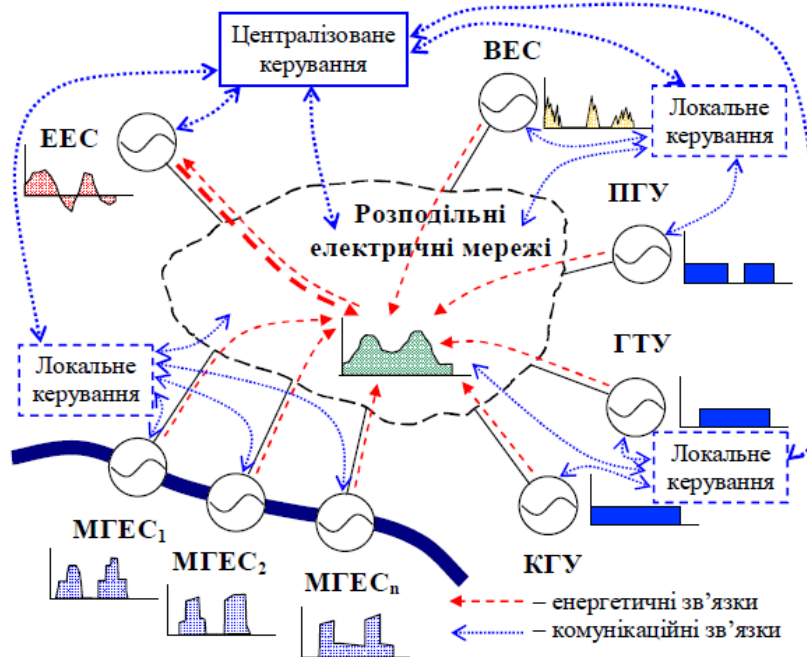 Централізоване
керування
ВЕС
Локальне
керування
ЕЕС
ПГУ
Розподільні
електричні мережі
ГТУ
Локальне
керування
Локальне
керування
МГЕС₁
МГЕС₂
МГЕСₙ
КГУ
– енергетичні зв’язки
– комунікаційні зв’язки